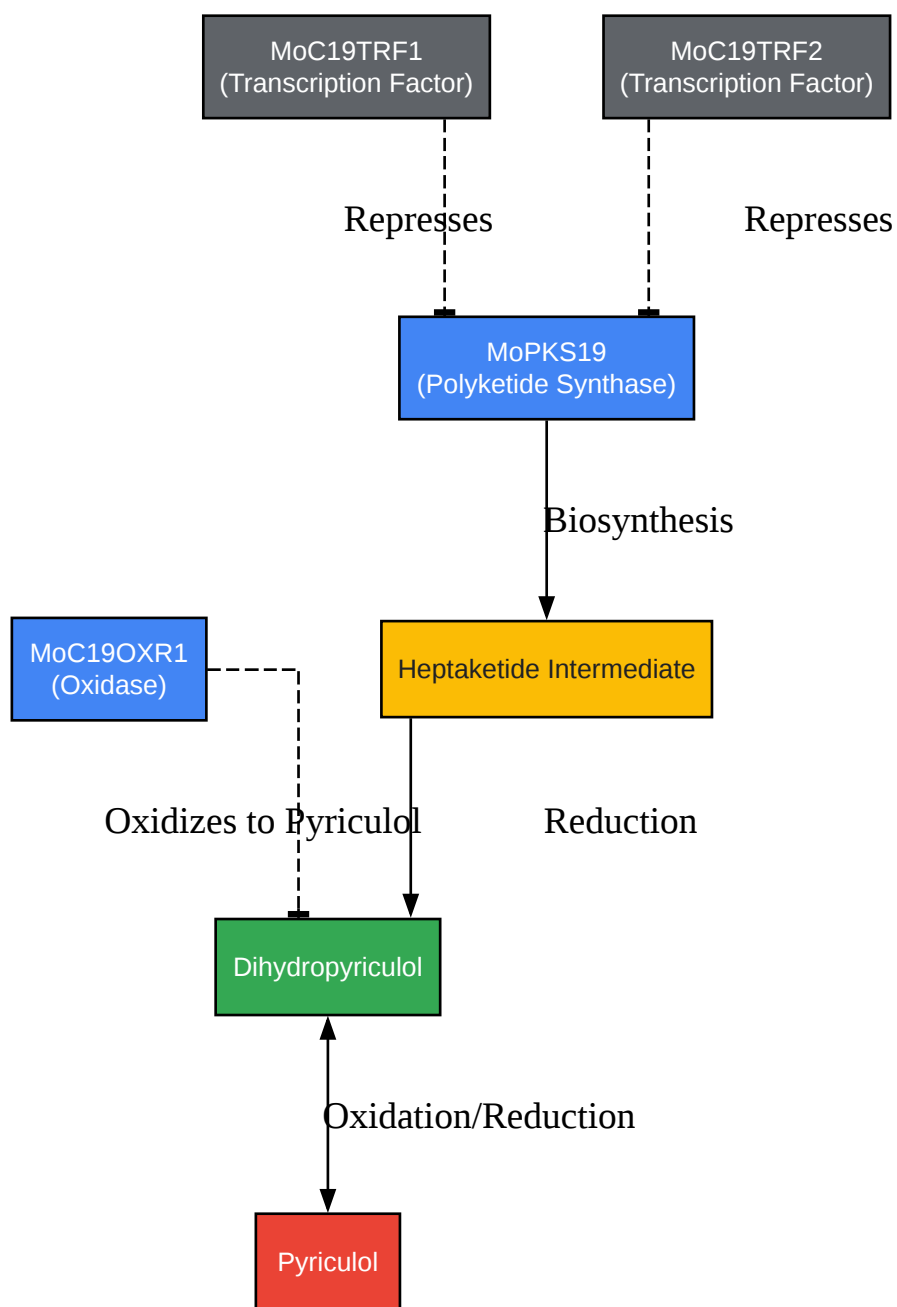 MoC19TRF1
(Transcription Factor)
MoC19TRF2
(Transcription Factor)
Represses
Represses
MoPKS19
(Polyketide Synthase)
Biosynthesis
MoC19OXR1
(Oxidase)
Heptaketide Intermediate
Oxidizes to Pyriculol
Reduction
Dihydropyriculol
Oxidation/Reduction
Pyriculol